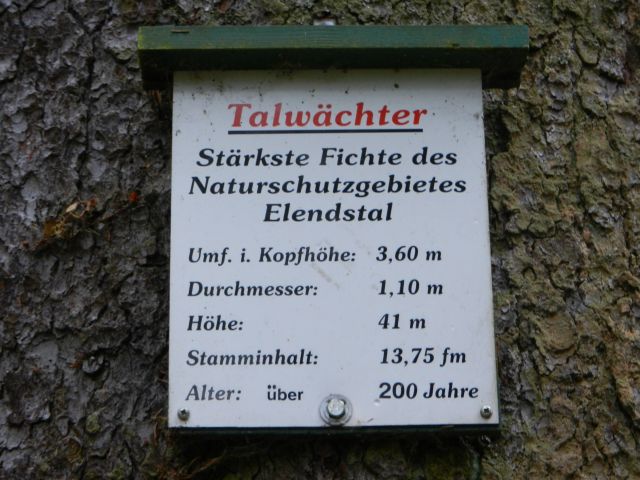 Talwächter
Stärkste Fichte des
Naturschutzgebietes
Elendstal
Umf. i. Kopfhöhe: 3,60 m
Durchmesser: 1,10 m
Höhe: 41 m
Stamminhalt: 13,75 fm
Alter: über 200 Jahre